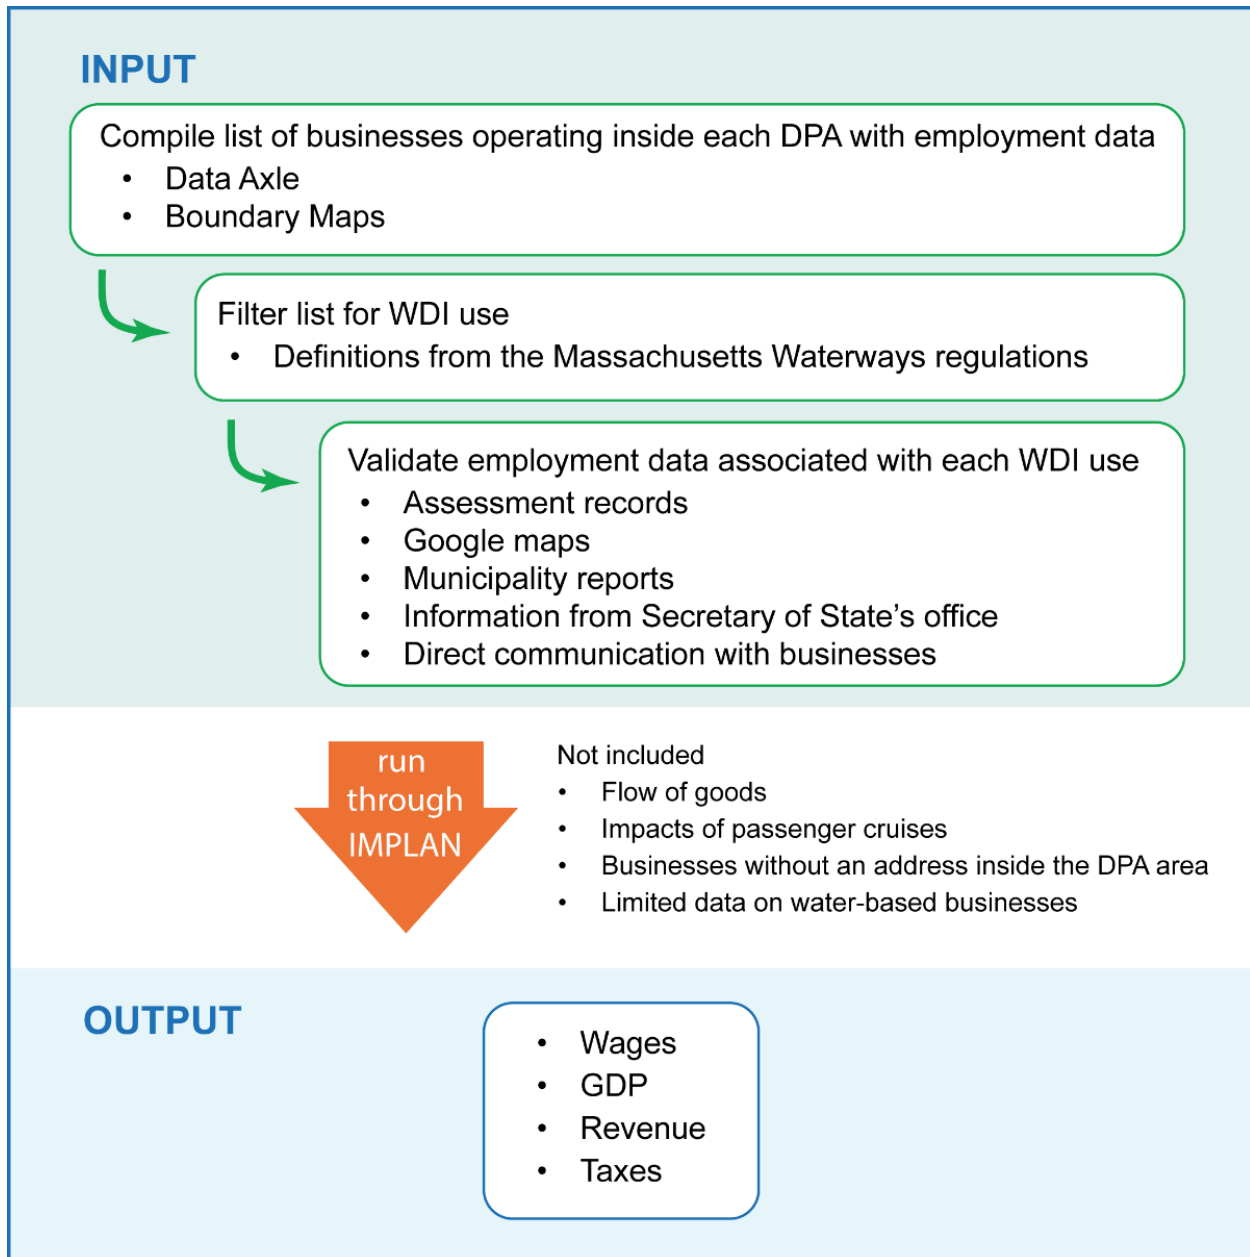 INPUT
Compile list of businesses operating inside each DPA with employment data
• Data Axle
• Boundary Maps
Filter list for WDI use
• Definitions from the Massachusetts Waterways regulations
Validate employment data associated with each WDI use
• Assessment records
• Google maps
• Municipality reports
• Information from Secretary of State’s office
• Direct communication with businesses
run
through
IMPLAN
Not included
• Flow of goods
• Impacts of passenger cruises
• Businesses without an address inside the DPA area
• Limited data on water-based businesses
OUTPUT
• Wages
• GDP
• Revenue
• Taxes